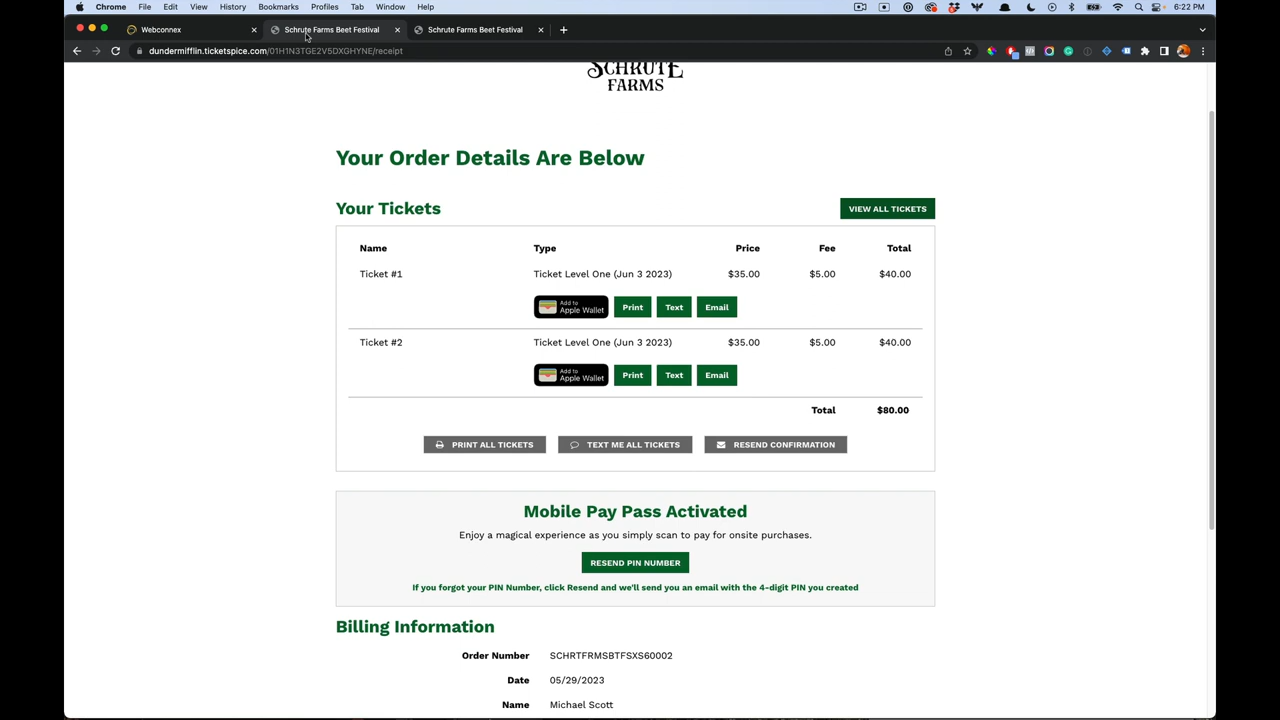 Chrome File Edit View History Bookmarks Profiles Tab Window Help 6:22 PM
Webconnex Schrute Farms Beet Festival Schrute Farms Beet Festival
dundermifflin.ticketspice.com/01H1N3TGE2V5DXGHYNE/receipt
SCHRUTE
FARMS
Your Order Details Are Below
Your Tickets VIEW ALL TICKETS
Name Type Price Fee Total
Ticket #1 Ticket Level One (Jun 3 2023) $35.00 $5.00 $40.00
Add to Apple Wallet Print Text Email
Ticket #2 Ticket Level One (Jun 3 2023) $35.00 $5.00 $40.00
Add to Apple Wallet Print Text Email
Total $80.00
PRINT ALL TICKETS TEXT ME ALL TICKETS RESEND CONFIRMATION
Mobile Pay Pass Activated
Enjoy a magical experience as you simply scan to pay for onsite purchases.
RESEND PIN NUMBER
If you forgot your PIN Number, click Resend and we'll send you an email with the 4-digit PIN you created
Billing Information
Order Number SCHRTFRMSBTFSXS60002
Date 05/29/2023
Name Michael Scott